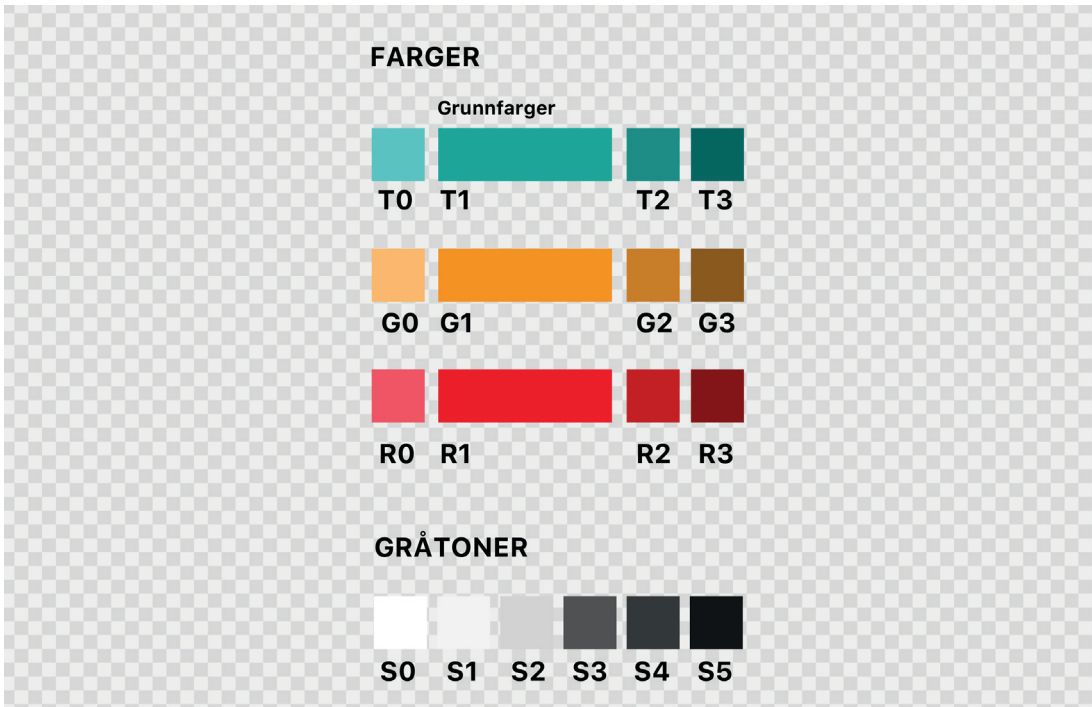 FARGER
Grunnfarger
T0 T1 T2 T3
G0 G1 G2 G3
R0 R1 R2 R3
GRÅTONER
S0 S1 S2 S3 S4 S5